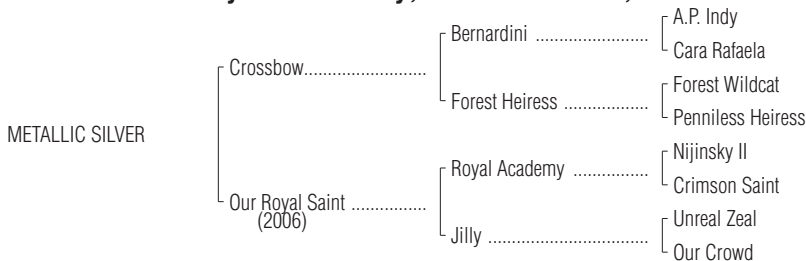 Bernardini
A.P. Indy
Cara Rafaela
Crossbow
Forest Heiress
Forest Wildcat
Penniless Heiress
METALLIC SILVER
Royal Academy
Nijinsky II
Crimson Saint
Our Royal Saint
(2006)
Jilly
Unreal Zeal
Our Crowd